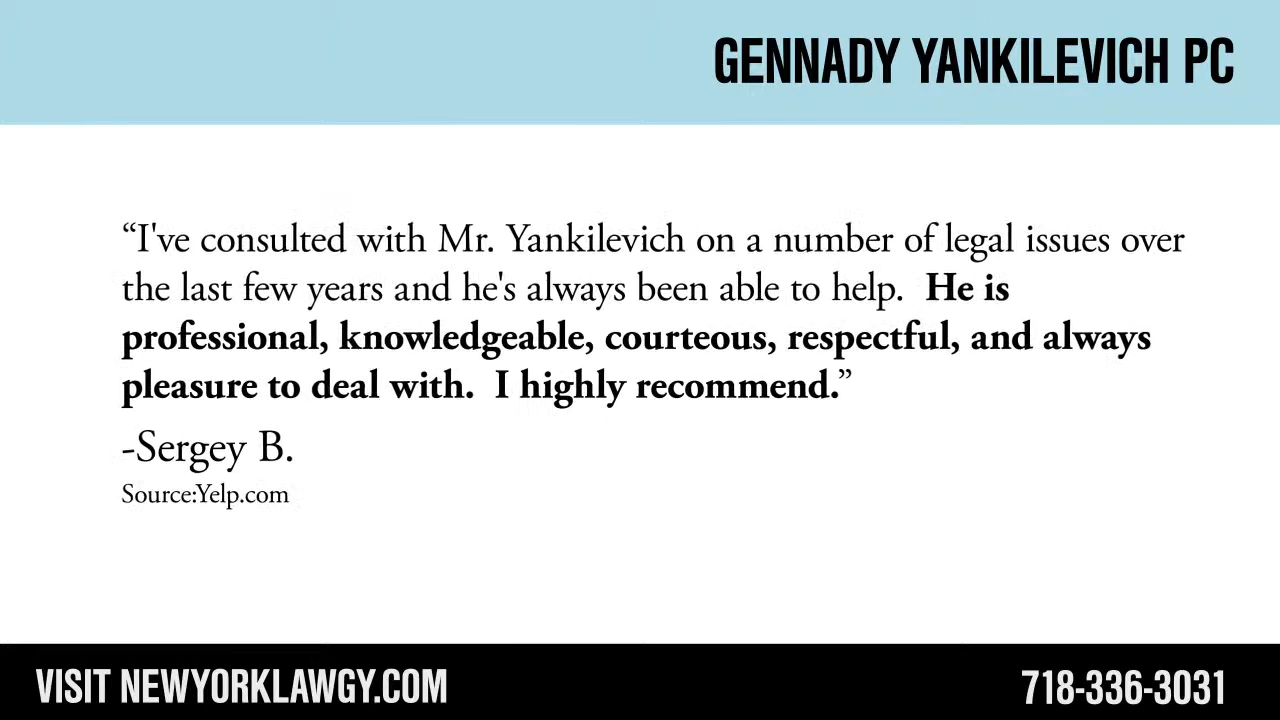 GENNADY YANKILEVICH PC
“I've consulted with Mr. Yankilevich on a number of legal issues over
the last few years and he's always been able to help.  He is
professional, knowledgeable, courteous, respectful, and always
pleasure to deal with.  I highly recommend.”
-Sergey B.
Source:Yelp.com
VISIT NEWYORKLAWGY.COM
718-336-3031